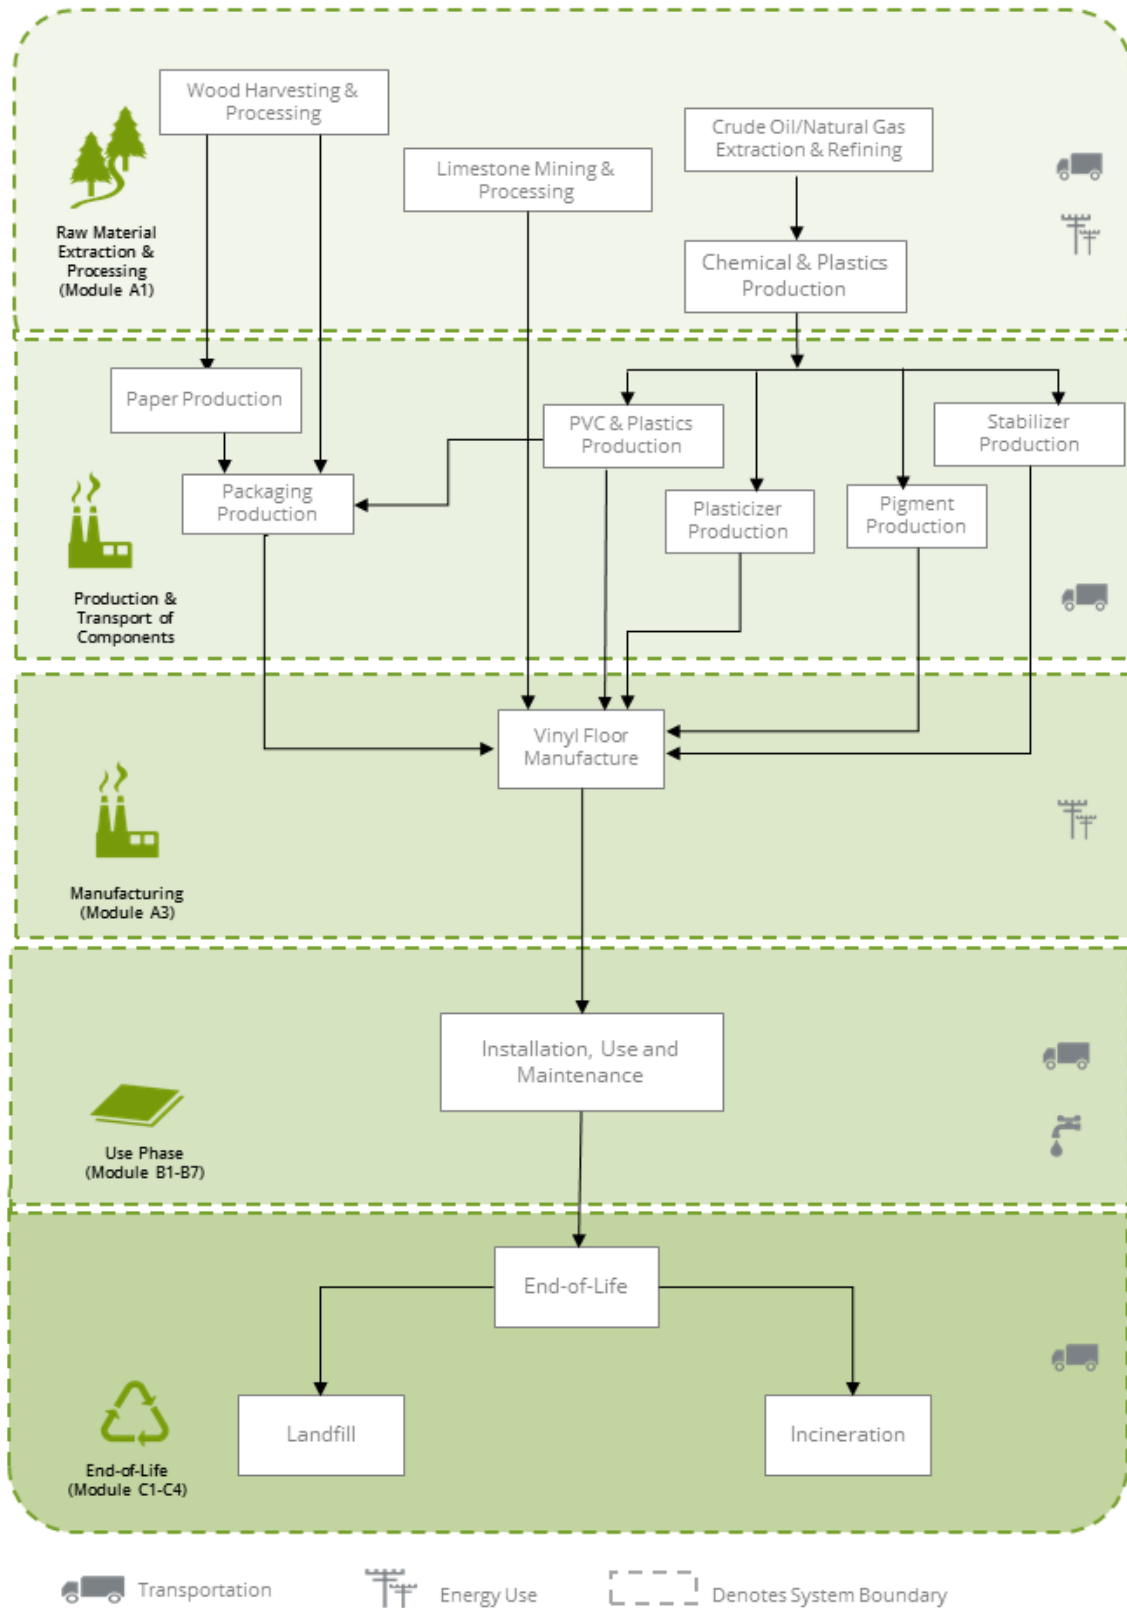 Wood Harvesting &
Processing
Crude Oil/Natural Gas
Extraction & Refining
Limestone Mining &
Processing
Raw Material
Extraction &
Processing
(Module A1)
Chemical & Plastics
Production
Paper Production
PVC & Plastics
Production
Stabilizer
Production
Packaging
Production
Plasticizer
Production
Pigment
Production
Production &
Transport of
Components
Vinyl Floor
Manufacture
Manufacturing
(Module A3)
Installation, Use and
Maintenance
Use Phase
(Module B1-B7)
End-of-Life
Landfill
Incineration
End-of-Life
(Module C1-C4)
Transportation
Energy Use
Denotes System Boundary